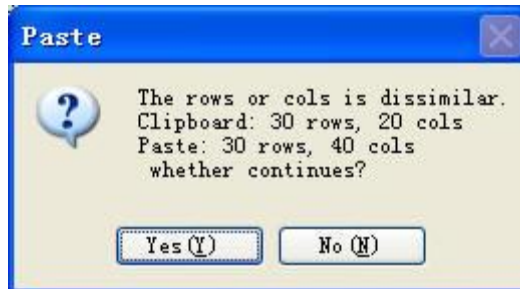 Paste
The rows or cols is dissimilar.
Clipboard: 30 rows, 20 cols
Paste: 30 rows, 40 cols
whether continues?
Yes(Y)
No(N)